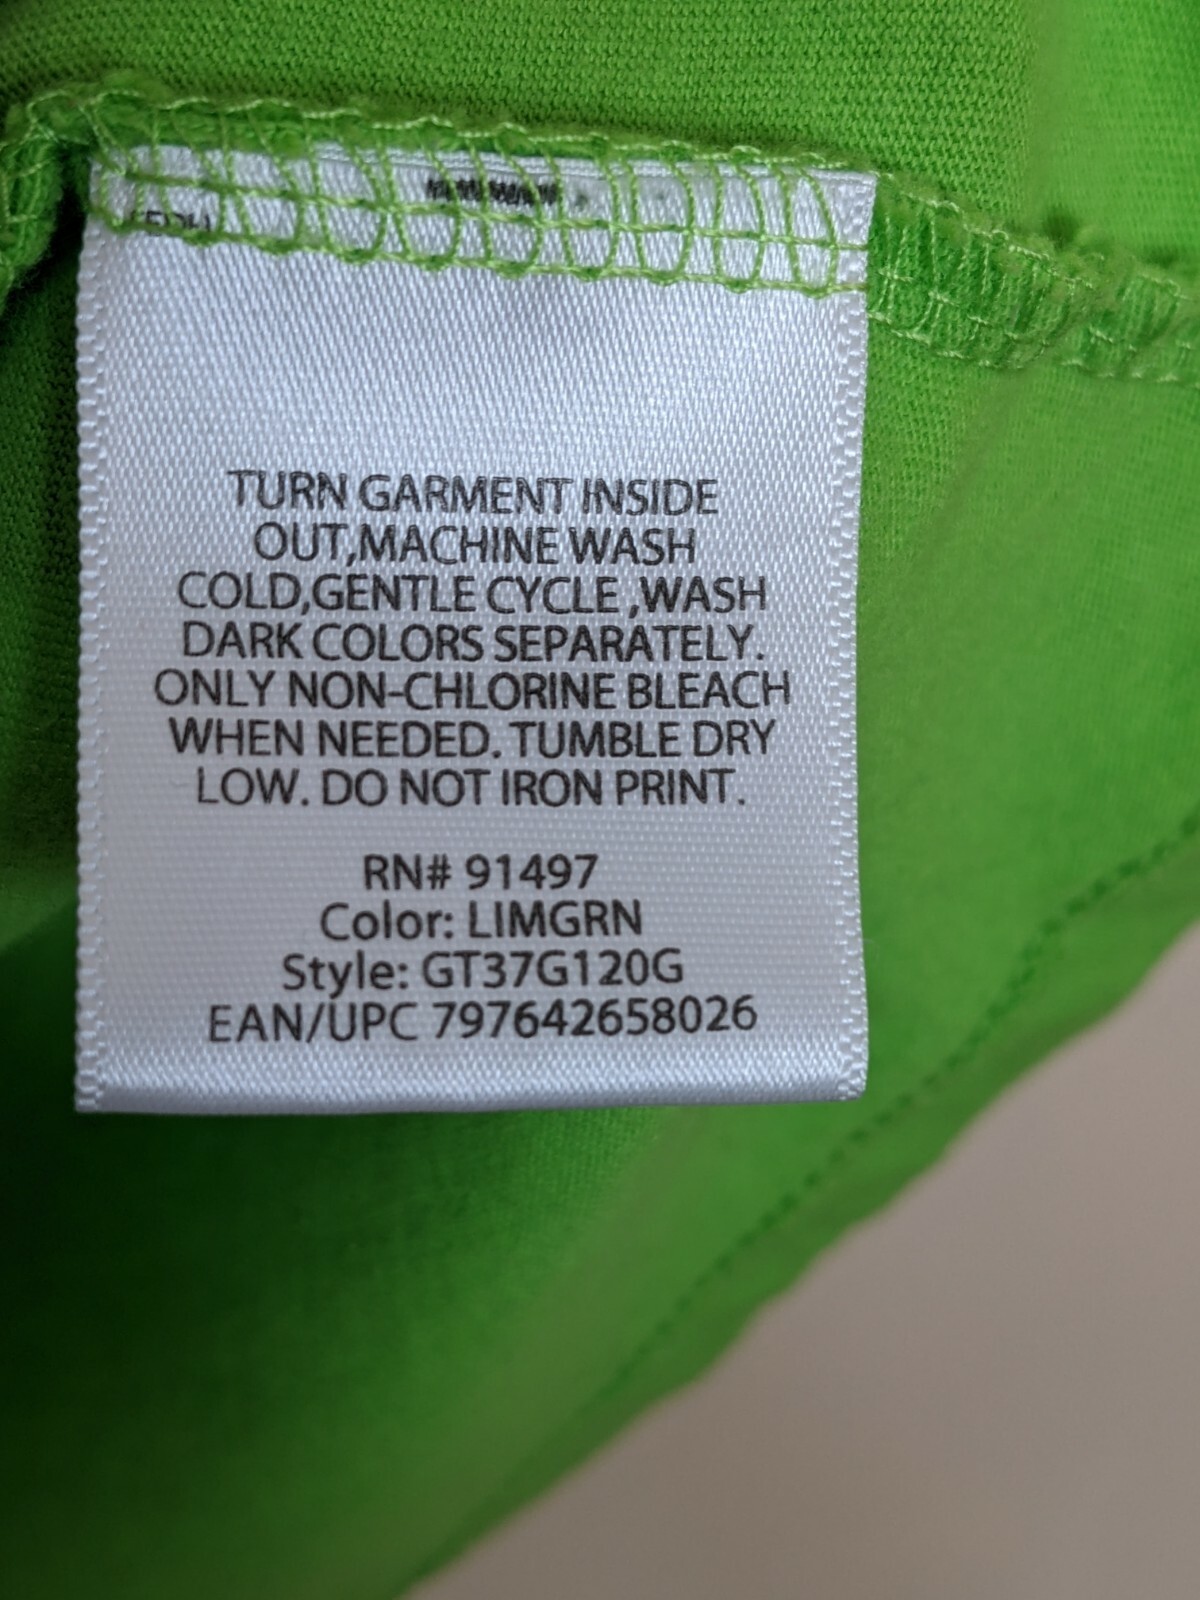 TURN GARMENT INSIDE
OUT,MACHINE WASH
COLD,GENTLE CYCLE ,WASH
DARK COLORS SEPARATELY.
ONLY NON-CHLORINE BLEACH
WHEN NEEDED. TUMBLE DRY
LOW. DO NOT IRON PRINT.
RN# 91497
Color: LIMGRN
Style: GT37G120G
EAN/UPC 797642658026